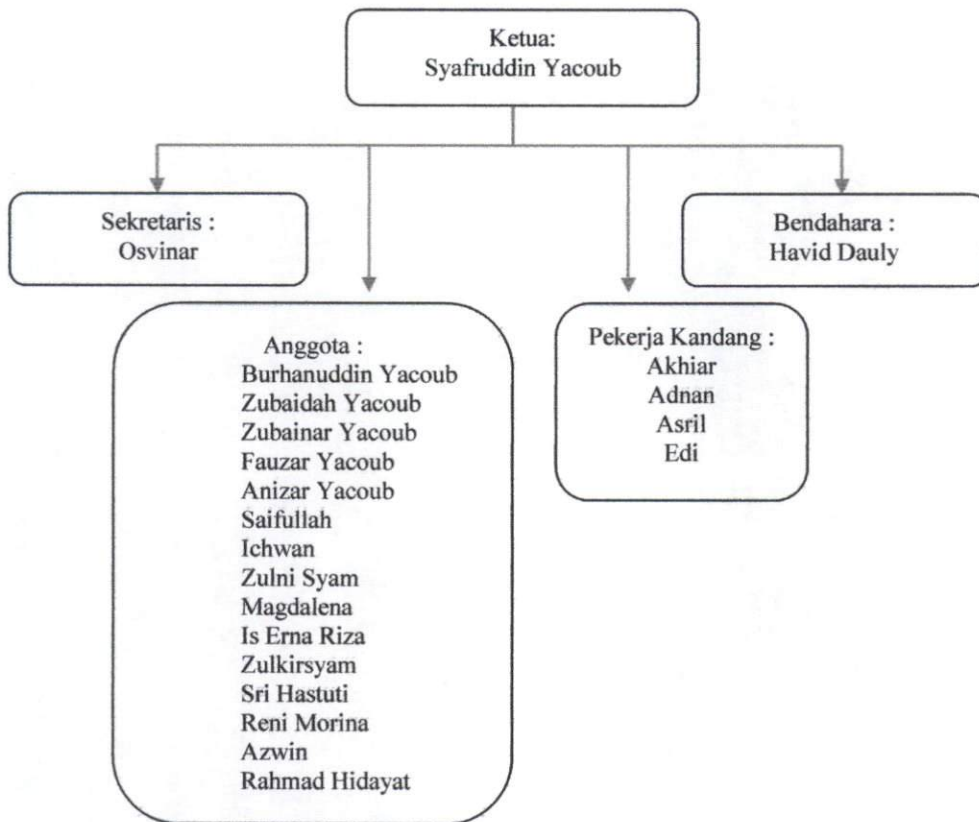 Ketua:
Syafruddin Yacoub
Sekretaris :
Osvinar
Bendahara :
Havid Dauly
Anggota :
Burhanuddin Yacoub
Zubaidah Yacoub
Zubainar Yacoub
Fauzar Yacoub
Anizar Yacoub
Saifullah
Ichwan
Zulni Syam
Magdalena
Is Erna Riza
Zulkirsyam
Sri Hastuti
Reni Morina
Azwin
Rahmad Hidayat
Pekerja Kandang :
Akhiar
Adnan
Asril
Edi